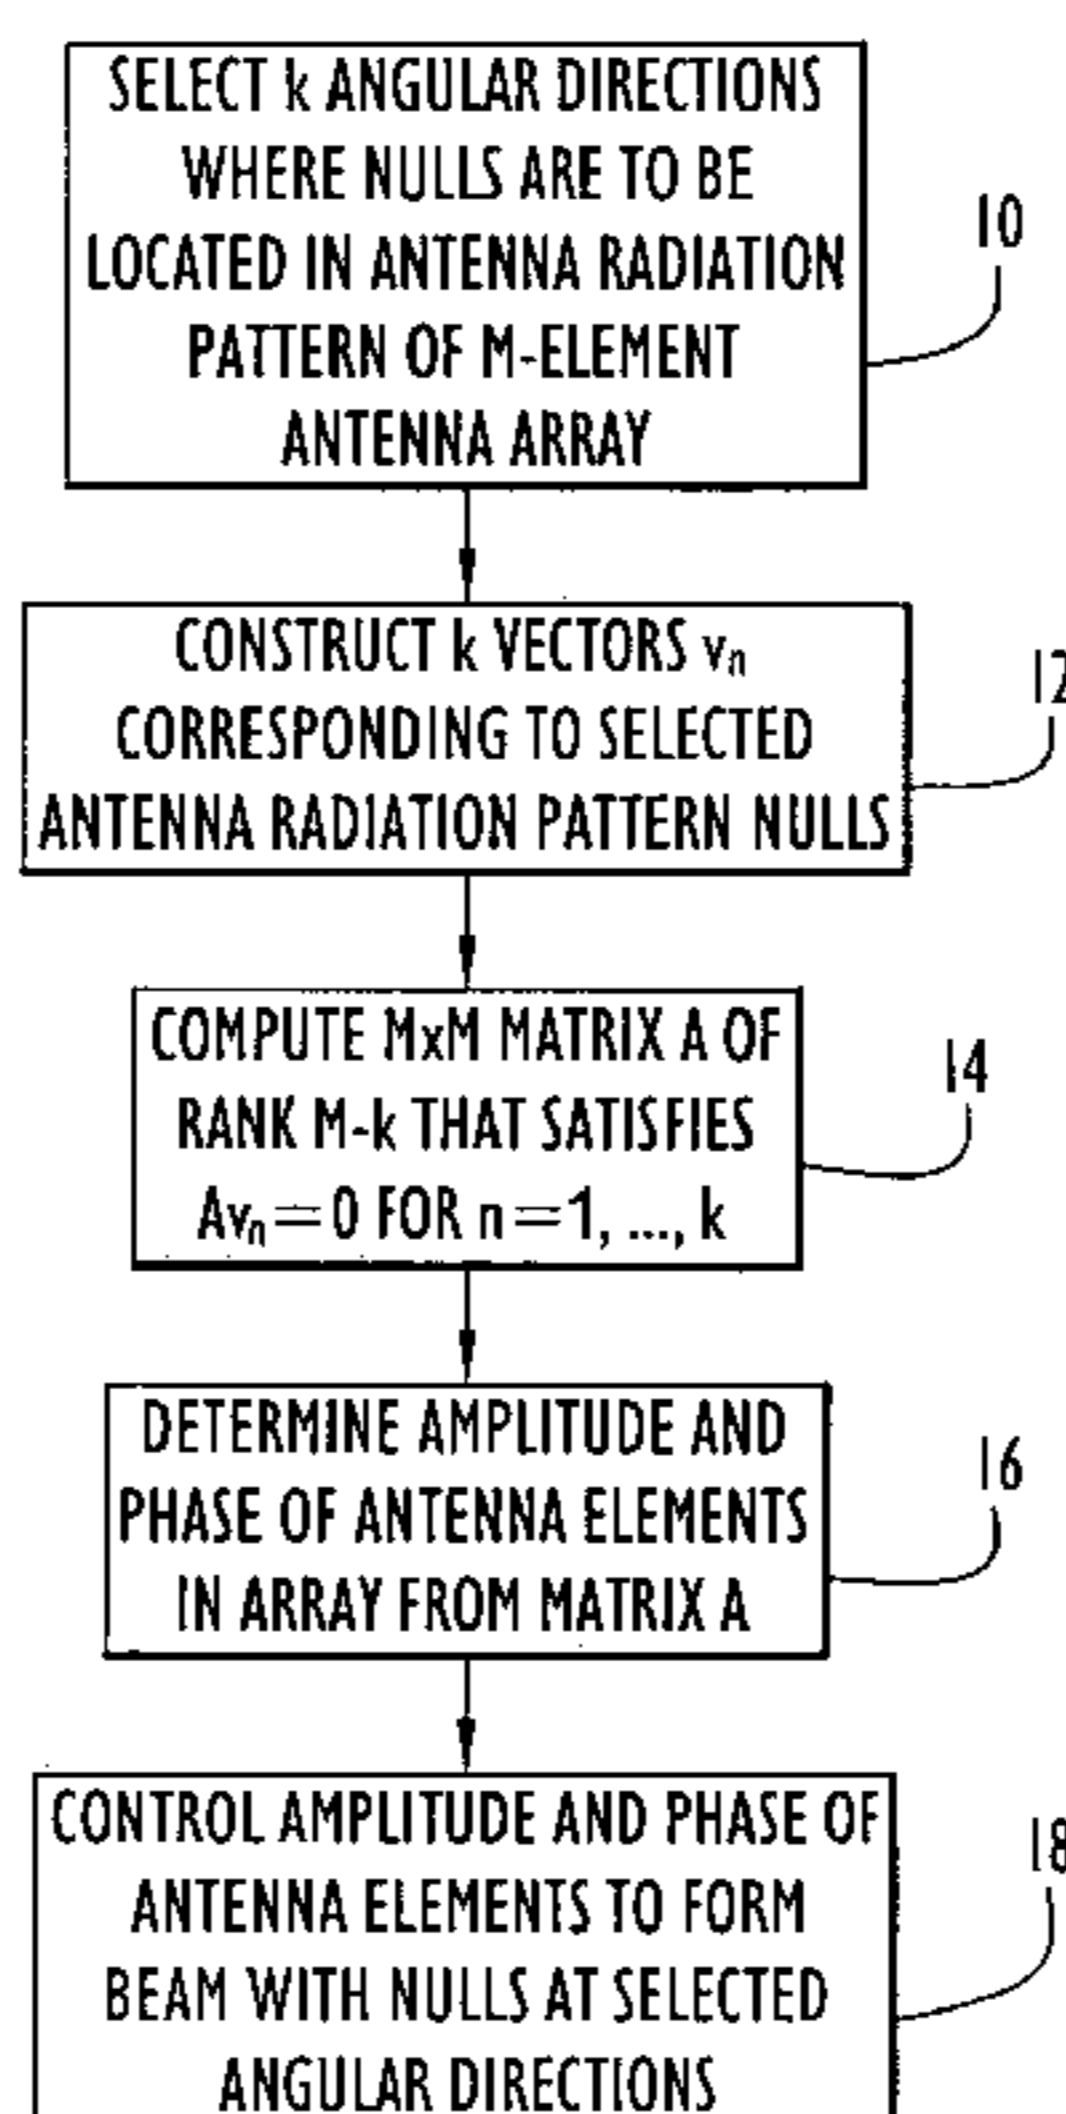 SELECT k ANGULAR DIRECTIONS
WHERE NULLS ARE TO BE
LOCATED IN ANTENNA RADIATION
PATTERN OF M-ELEMENT
ANTENNA ARRAY
10
CONSTRUCT k VECTORS vₙ
CORRESPONDING TO SELECTED
ANTENNA RADIATION PATTERN NULLS
12
COMPUTE MxM MATRIX A OF
RANK M-k THAT SATISFIES
Avₙ=0 FOR n=1, ..., k
14
DETERMINE AMPLITUDE AND
PHASE OF ANTENNA ELEMENTS
IN ARRAY FROM MATRIX A
16
CONTROL AMPLITUDE AND PHASE OF
ANTENNA ELEMENTS TO FORM
BEAM WITH NULLS AT SELECTED
ANGULAR DIRECTIONS
18